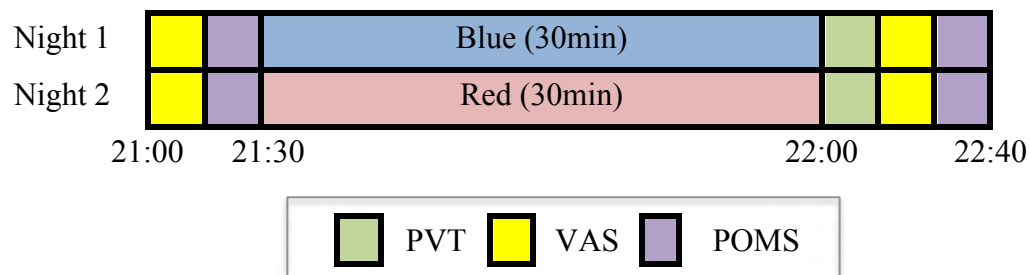 Night 1 Blue (30min)
Night 2 Red (30min)
21:00 21:30 22:00 22:40
PVT VAS POMS